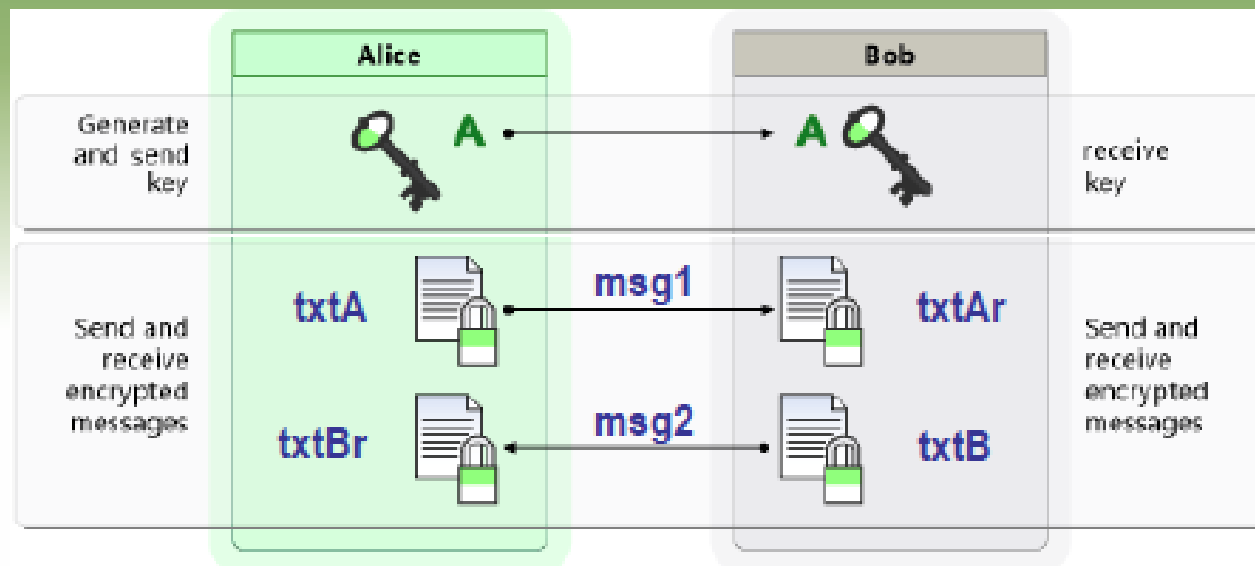 Alice
Bob
Generate
and send
key
A
A
receive
key
txtA
msg1
txtAr
Send and
receive
encrypted
messages
Send and
receive
encrypted
messages
txtBr
msg2
txtB